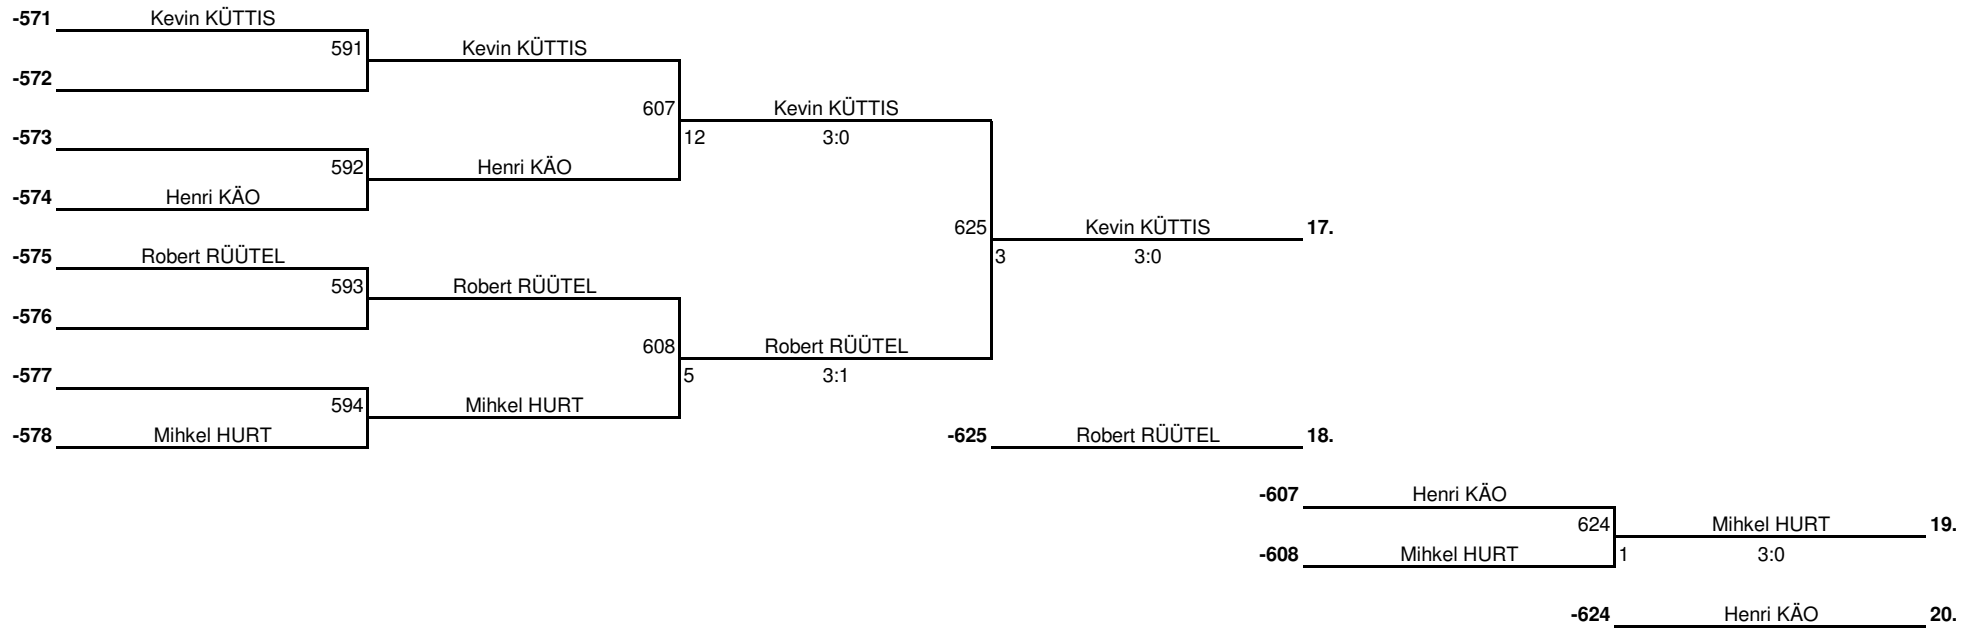 -571 Kevin KÜTTIS
591 Kevin KÜTTIS
-572
607 Kevin KÜTTIS
-573 12 3:0
592 Henri KÄO
-574 Henri KÄO
625 Kevin KÜTTIS 17.
-575 Robert RÜÜTEL 3 3:0
593 Robert RÜÜTEL
-576
608 Robert RÜÜTEL
-577 5 3:1
594 Mihkel HURT
-578 Mihkel HURT -625 Robert RÜÜTEL 18.
-607 Henri KÄO
624 Mihkel HURT 19.
-608 Mihkel HURT 1 3:0
-624 Henri KÄO 20.